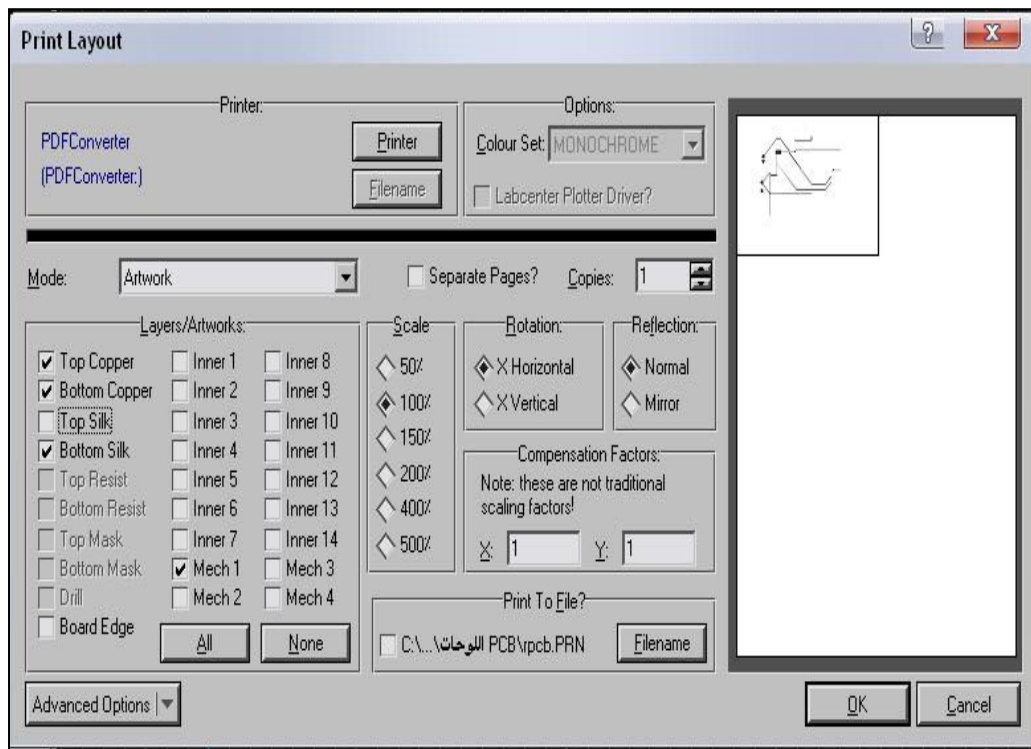 Print Layout
Printer:
PDFConverter
(PDFConverter:)
Printer
Filename
Options:
Colour Set: MONOCHROME
Labcenter Plotter Driver?
Mode: Artwork
Separate Pages?
Copies: 1
Layers/Artworks:
Top Copper
Bottom Copper
Top Silk
Bottom Silk
Top Resist
Bottom Resist
Top Mask
Bottom Mask
Drill
Board Edge
Inner 1
Inner 2
Inner 3
Inner 4
Inner 5
Inner 6
Inner 7
Mech 1
Mech 2
Inner 8
Inner 9
Inner 10
Inner 11
Inner 12
Inner 13
Inner 14
Mech 3
Mech 4
All
None
Scale
50%
100%
150%
200%
400%
500%
Rotation:
X Horizontal
X Vertical
Reflection:
Normal
Mirror
Compensation Factors:
Note: these are not traditional
scaling factors!
X: 1
Y: 1
Print To File?
C:\...\اللوحات PCB\rpcb.PRN
Filename
Advanced Options
OK
Cancel